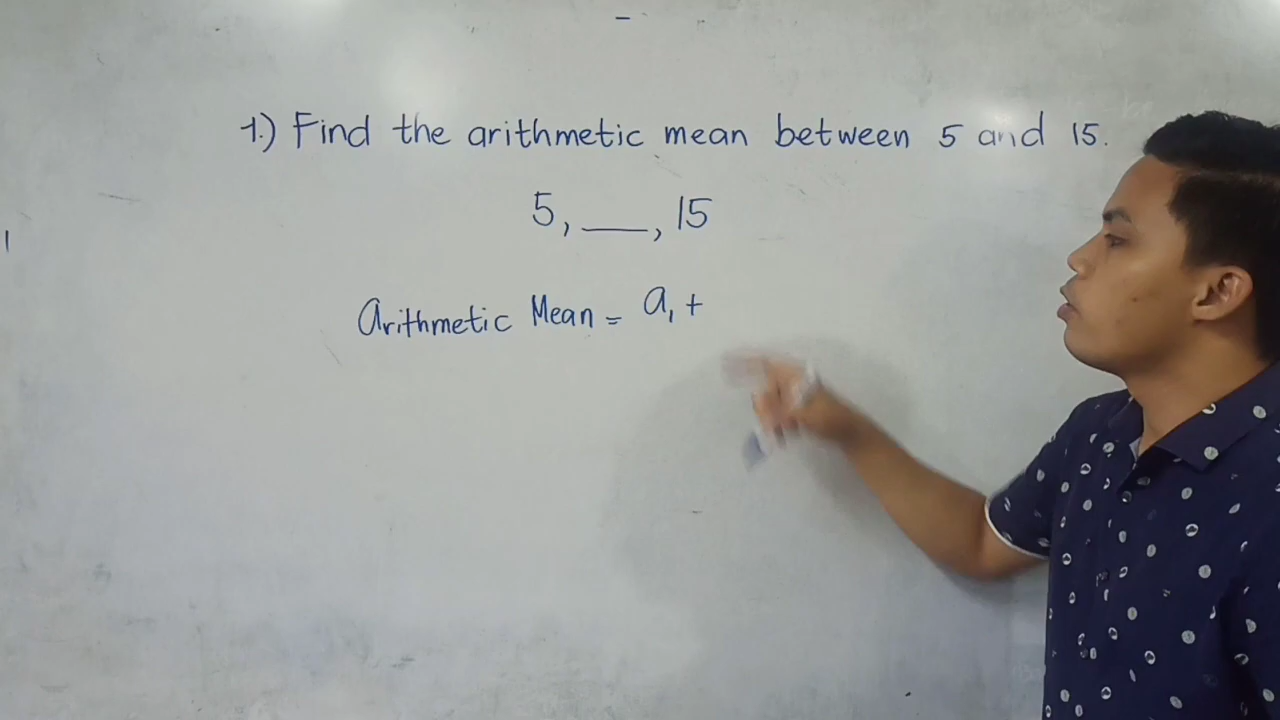 1.) Find the arithmetic mean between 5 and 15.
5, ___, 15
Arithmetic Mean = a₁ +